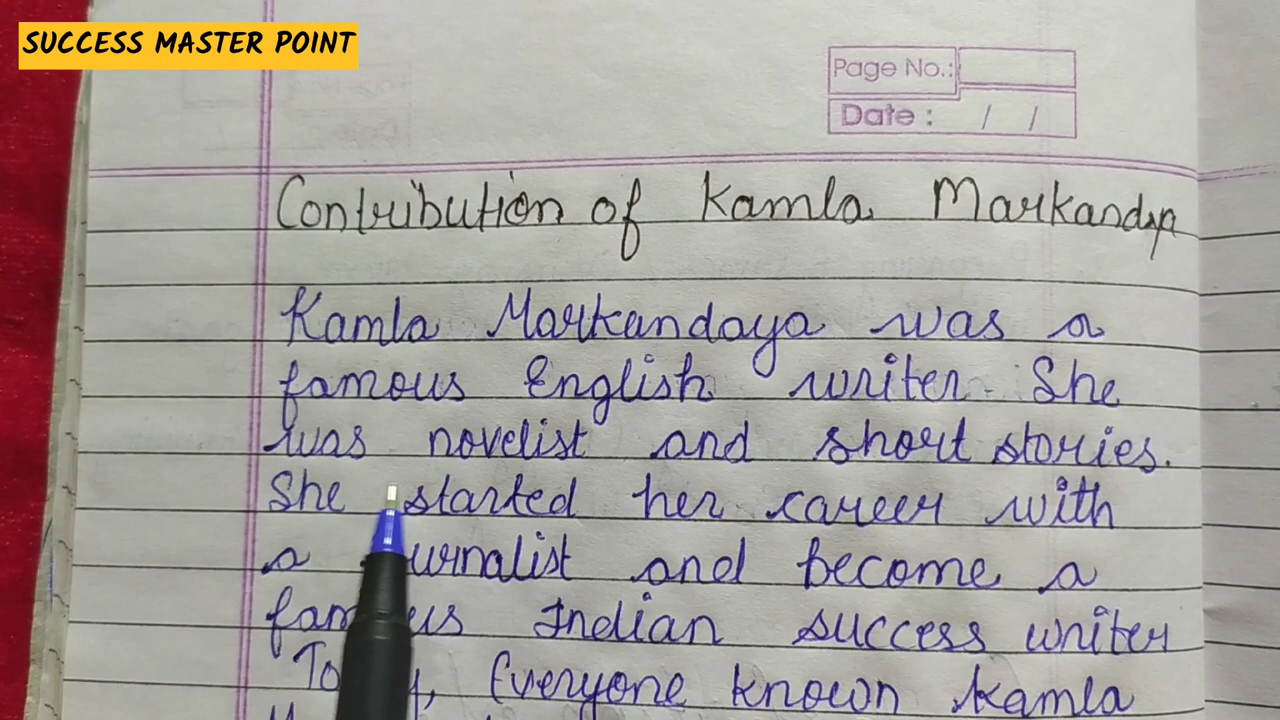 SUCCESS MASTER POINT
Page No.:
Date : / /
Contribution of Kamla Markandya
Kamla Markandaya was a
famous English writer. She
was novelist and short stories.
She started her career with
a and become a
Indian success writer
Everyone known Kamla